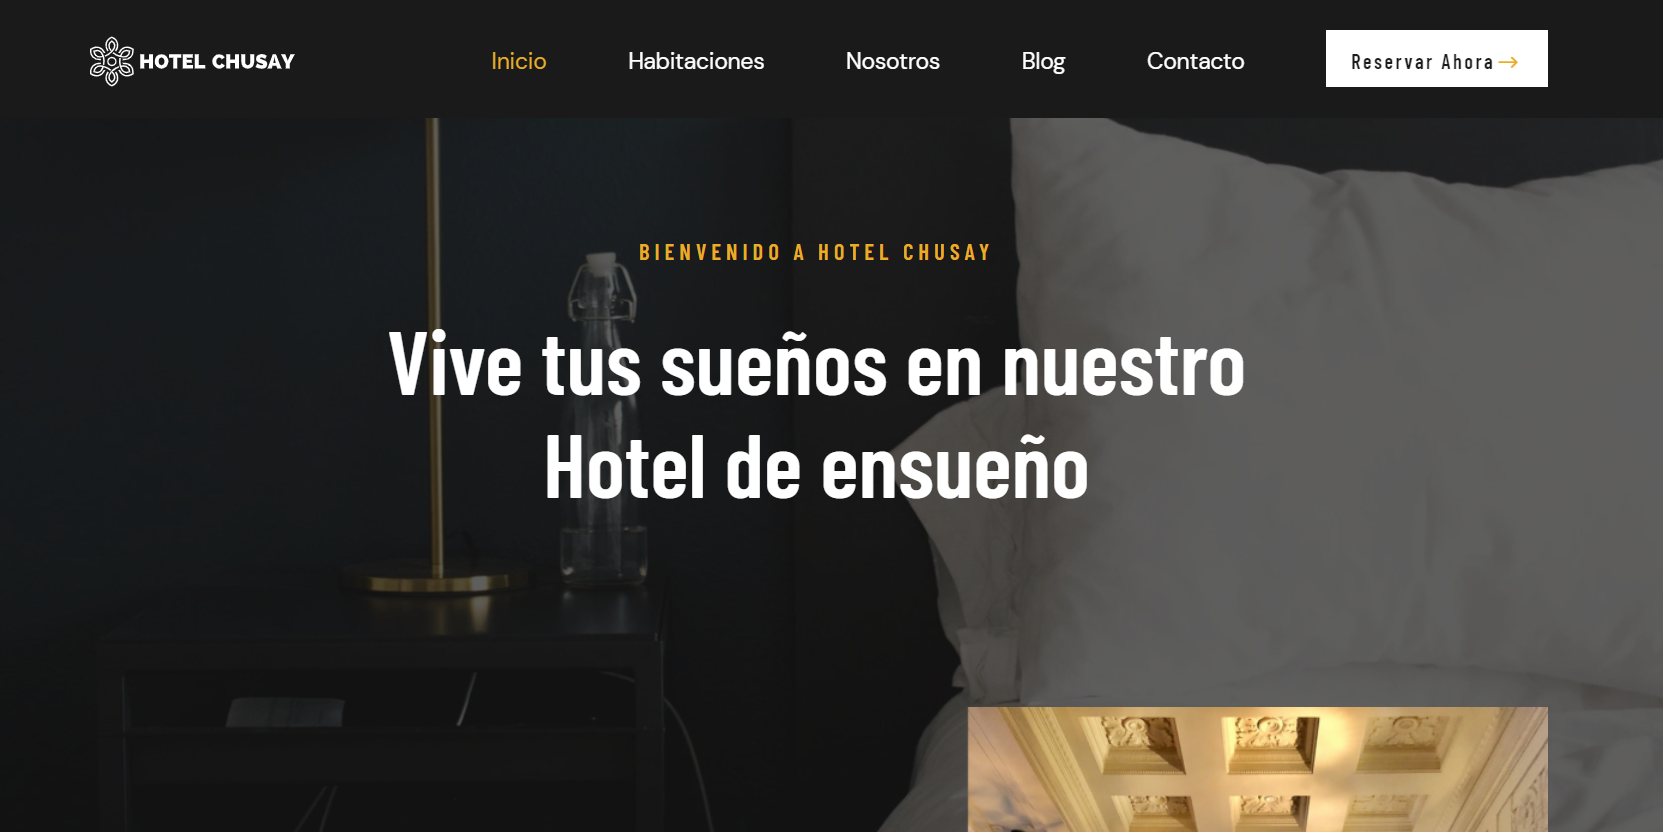 HOTEL CHUSAY
Inicio
Habitaciones
Nosotros
Blog
Contacto
Reservar Ahora →
BIENVENIDO A HOTEL CHUSAY
Vive tus sueños en nuestro
Hotel de ensueño